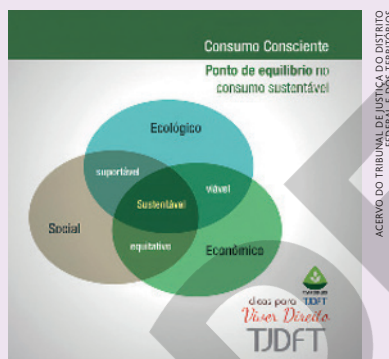 Consumo Consciente
Ponto de equilíbrio no
consumo sustentável
Ecológico
suportável
viável
Sustentável
Social
equitativo
Econômico
dicas para TJDFT
Viver Direito
TJDFT
ACERVO DO TRIBUNAL DE JUSTIÇA DO DISTRITO
FEDERAL E DOS TERRITÓRIOS